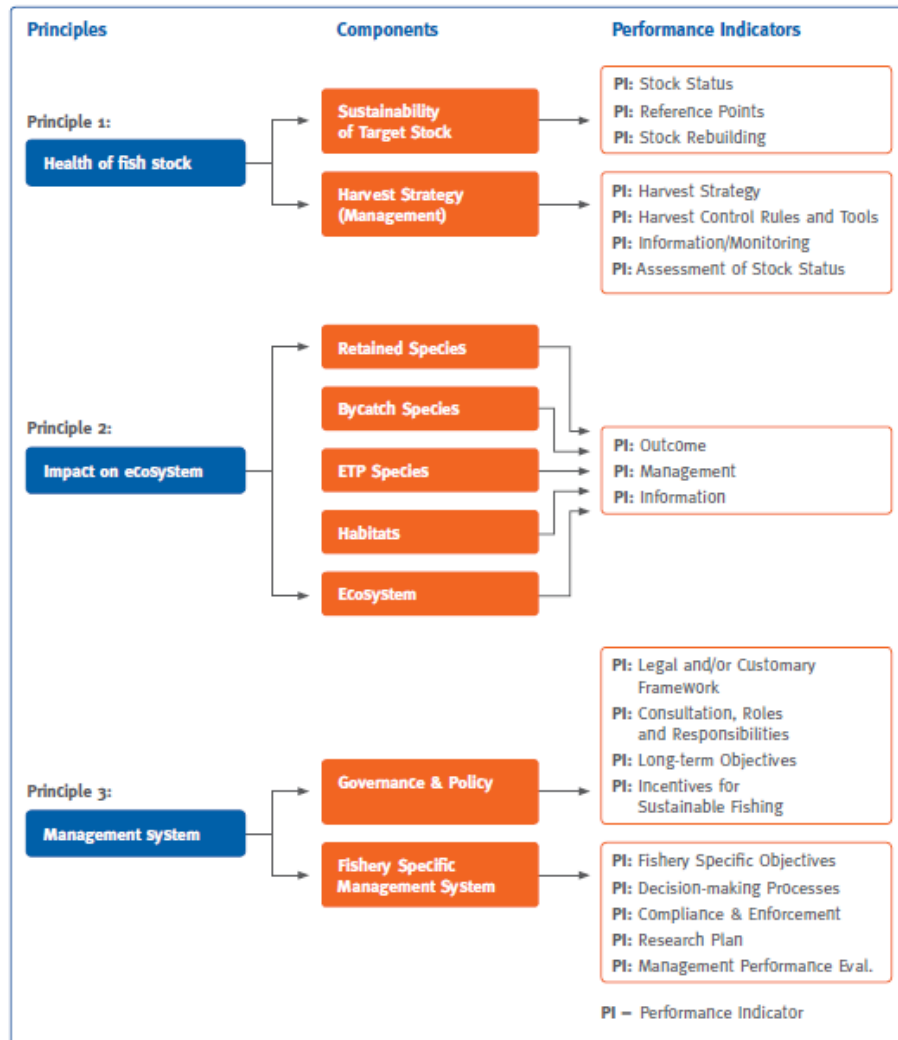 Principles
Components
Performance Indicators
Principle 1:
Health of fish stock
Sustainability
of Target Stock
PI: Stock Status
PI: Reference Points
PI: Stock Rebuilding
Harvest Strategy
(Management)
PI: Harvest Strategy
PI: Harvest Control Rules and Tools
PI: Information/Monitoring
PI: Assessment of Stock Status
Principle 2:
Impact on ecosystem
Retained Species
Bycatch Species
ETP Species
Habitats
Ecosystem
PI: Outcome
PI: Management
PI: Information
Principle 3:
Management system
Governance & Policy
PI: Legal and/or Customary
Framework
PI: Consultation, Roles
and Responsibilities
PI: Long-term Objectives
PI: Incentives for
Sustainable Fishing
Fishery Specific
Management System
PI: Fishery Specific Objectives
PI: Decision-making Processes
PI: Compliance & Enforcement
PI: Research Plan
PI: Management Performance Eval.
PI – Performance Indicator